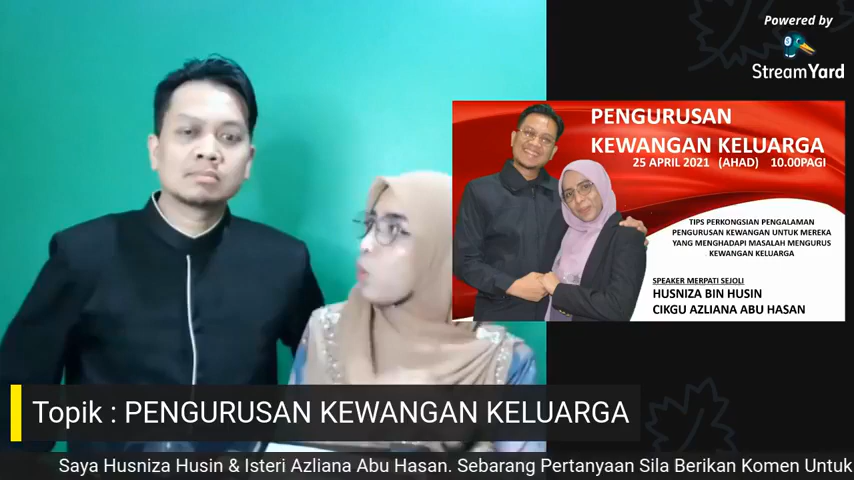 Powered by
StreamYard
PENGURUSAN
KEWANGAN KELUARGA
25 APRIL 2021 (AHAD) 10.00PAGI
TIPS PERKONGSIAN PENGALAMAN
PENGURUSAN KEWANGAN UNTUK MEREKA
YANG MENGHADAPI MASALAH MENGURUS
KEWANGAN KELUARGA
SPEAKER MERPATI SEJOLI
HUSNIZA BIN HUSIN
CIKGU AZLIANA ABU HASAN
Topik : PENGURUSAN KEWANGAN KELUARGA
Saya Husniza Husin & Isteri Azliana Abu Hasan. Sebarang Pertanyaan Sila Berikan Komen Untuk